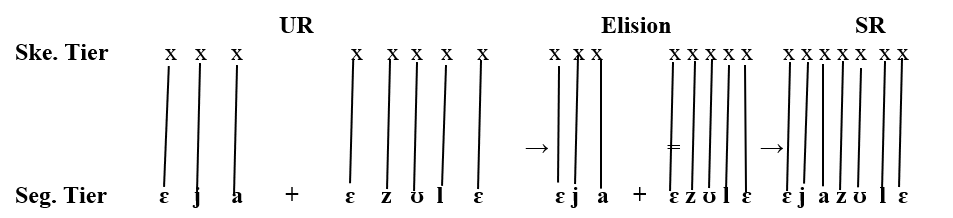 UR Elision SR
Ske. Tier x x x x x x x x x x x x x x x x x x x x x x x x
→ = →
Seg. Tier ɛ j a + ɛ z ʊ l ɛ ɛ j a + ɛ z ʊ l ɛ ɛ j a z ʊ l ɛ